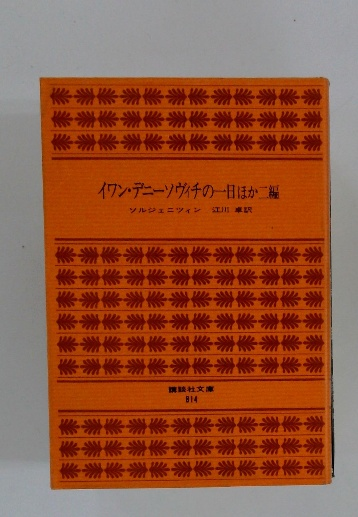 イワン・デニーソヴィチの一日ほか二編
ソルジェニツィン　江川 卓訳
講談社文庫
814